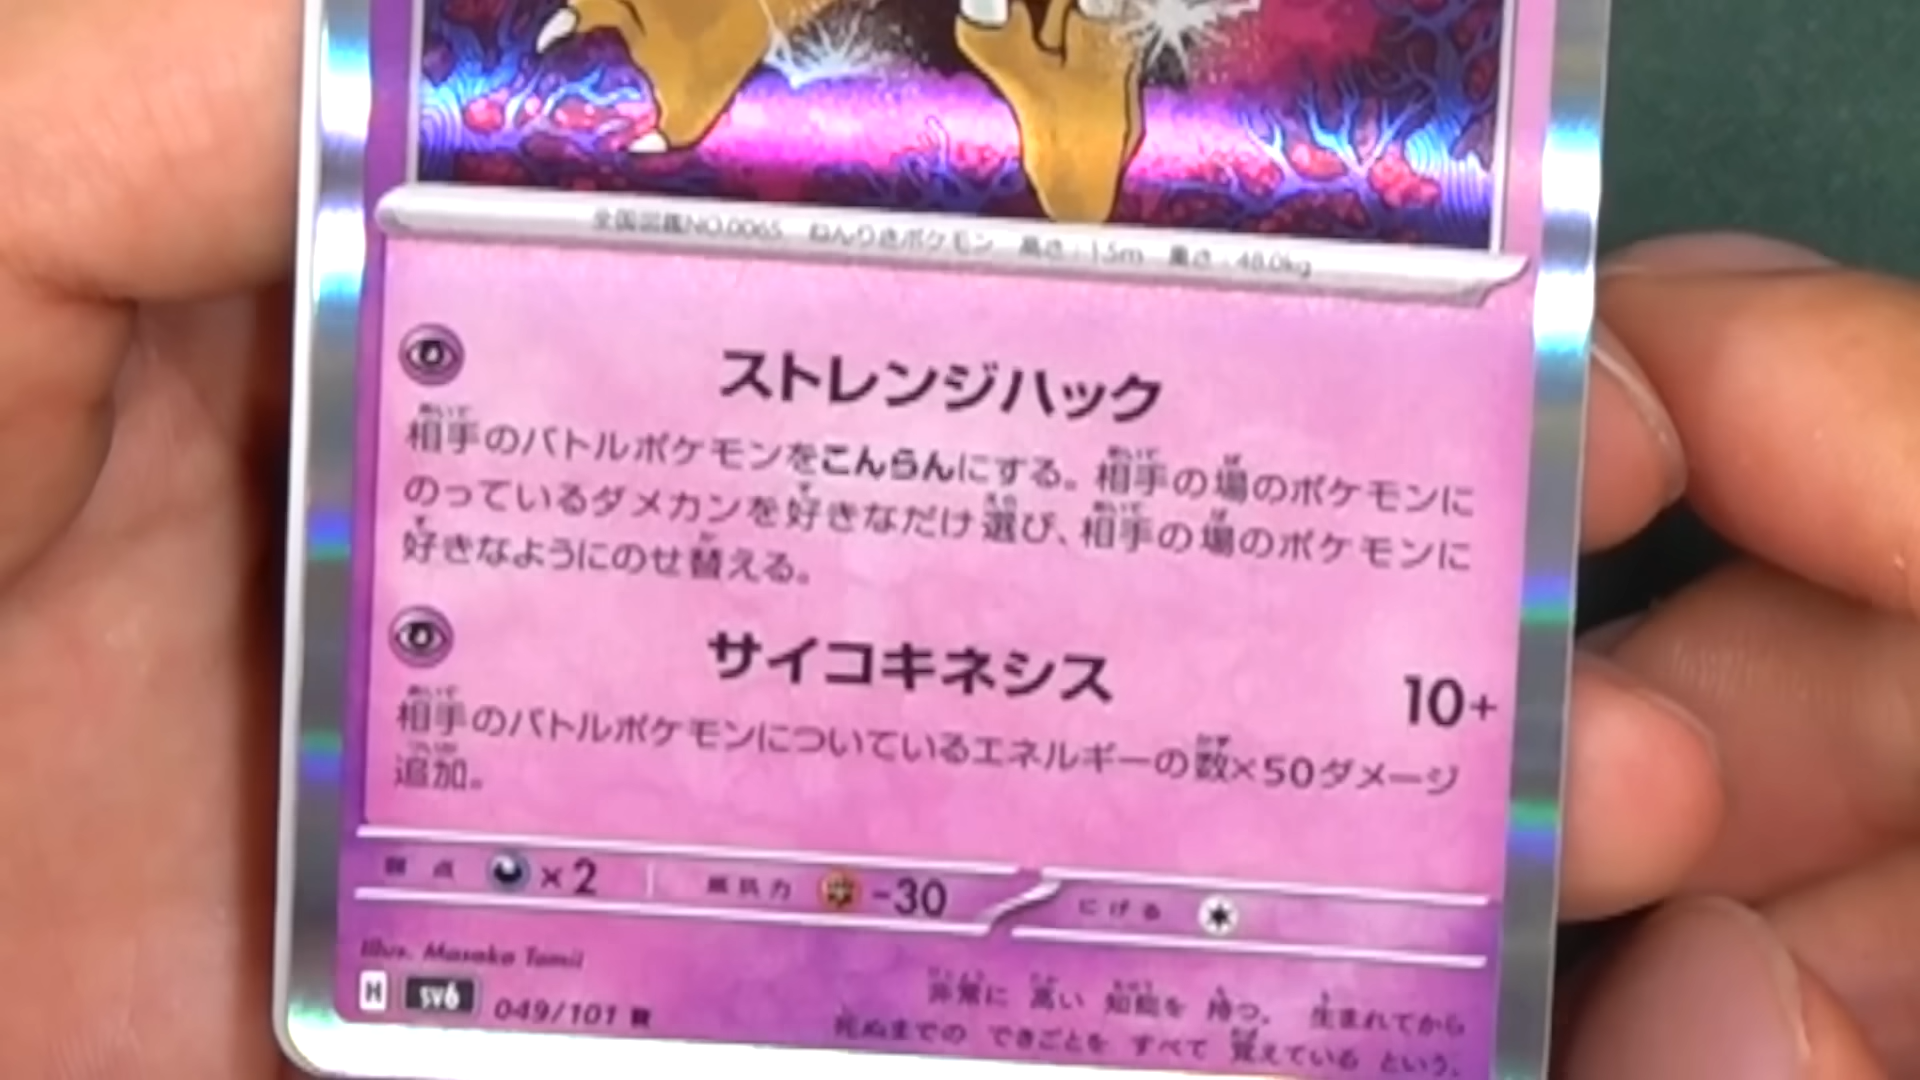 全国図鑑NO.0065 ねんりきポケモン 高さ:1.5m 重さ:48.0kg
ストレンジハック
相手のバトルポケモンをこんらんにする。相手の場のポケモンに
のっているダメカンを好きなだけ選び、相手の場のポケモンに
好きなようにのせ替える。
サイコキネシス 10+
相手のバトルポケモンについているエネルギーの数×50ダメージ
追加。
弱点 ×2 抵抗力 -30 にげる
Illus. Masako Tomii
H SV6 049/101 R
非常に 高い 知能を 持つ。 生まれてから
死ぬまでの できごとを すべて 覚えている という。